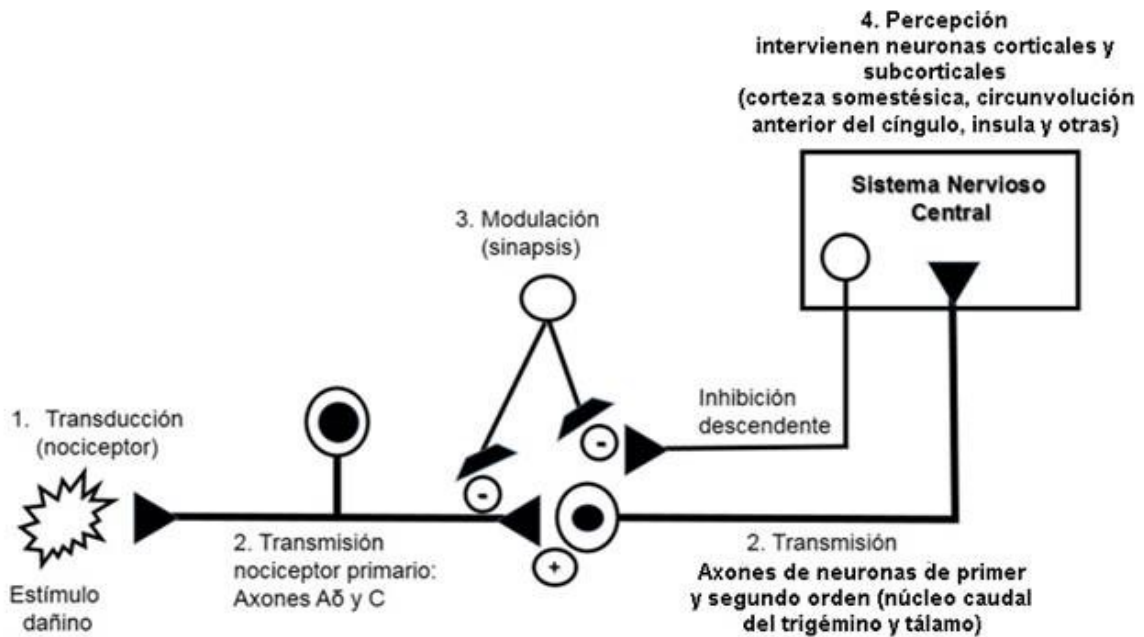 4. Percepción
intervienen neuronas corticales y
subcorticales
(corteza somestésica, circunvolución
anterior del cíngulo, insula y otras)
Sistema Nervioso
Central
3. Modulación
(sinapsis)
Inhibición
descendente
1. Transducción
(nociceptor)
-
-
+
Estímulo
dañino
2. Transmisión
nociceptor primario:
Axones Aδ y C
2. Transmisión
Axones de neuronas de primer
y segundo orden (núcleo caudal
del trigémino y tálamo)